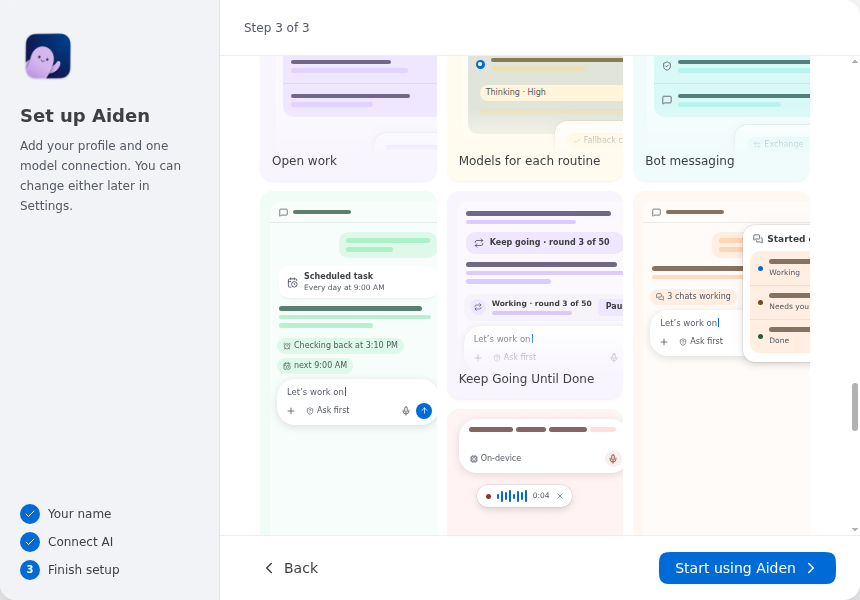 Step 3 of 3
Set up Aiden
Add your profile and one
model connection. You can
change either later in
Settings.
Your name
Connect AI
3 Finish setup
Open work
Thinking · High
Fallback c
Models for each routine
Exchange
Bot messaging
Scheduled task
Every day at 9:00 AM
Checking back at 3:10 PM
next 9:00 AM
Let's work on
Ask first
Keep going · round 3 of 50
Working · round 3 of 50
Pau
Let's work on
Ask first
Keep Going Until Done
On-device
0:04
Started
3 chats working
Let's work on
Ask first
Working
Needs you
Done
Back
Start using Aiden